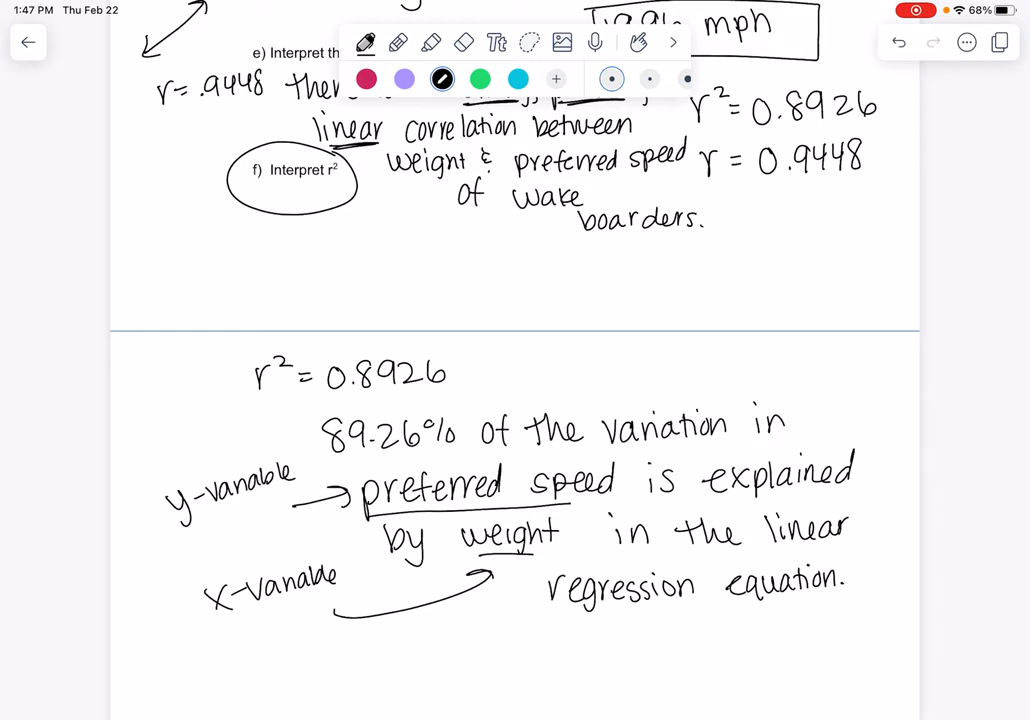 1:47 PM Thu Feb 22
68%
mph
Tt
e) Interpret th
r= .9448 ther
r² = 0.8926
linear correlation between
f) Interpret r²
weight & preferred speed
r = 0.9448
of wake
boarders.
r² = 0.8926
89.26% of the variation in
y-variable
preferred speed is explained
by weight in the linear
x-variable
regression equation.